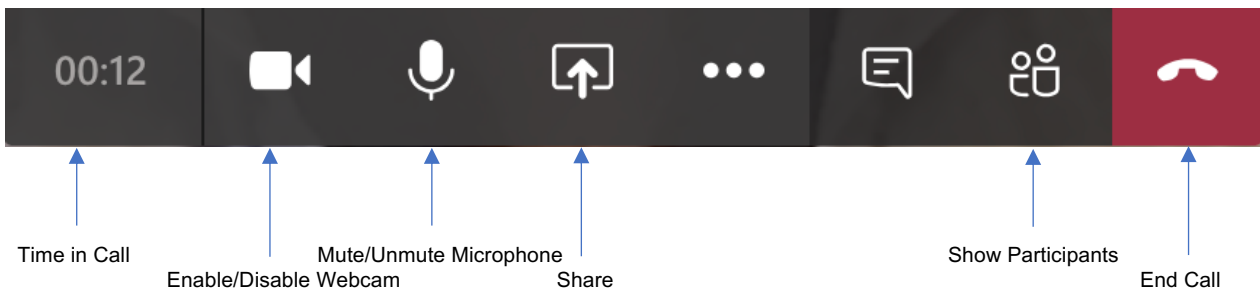 00:12
Time in Call
Enable/Disable Webcam
Mute/Unmute Microphone
Share
Show Participants
End Call